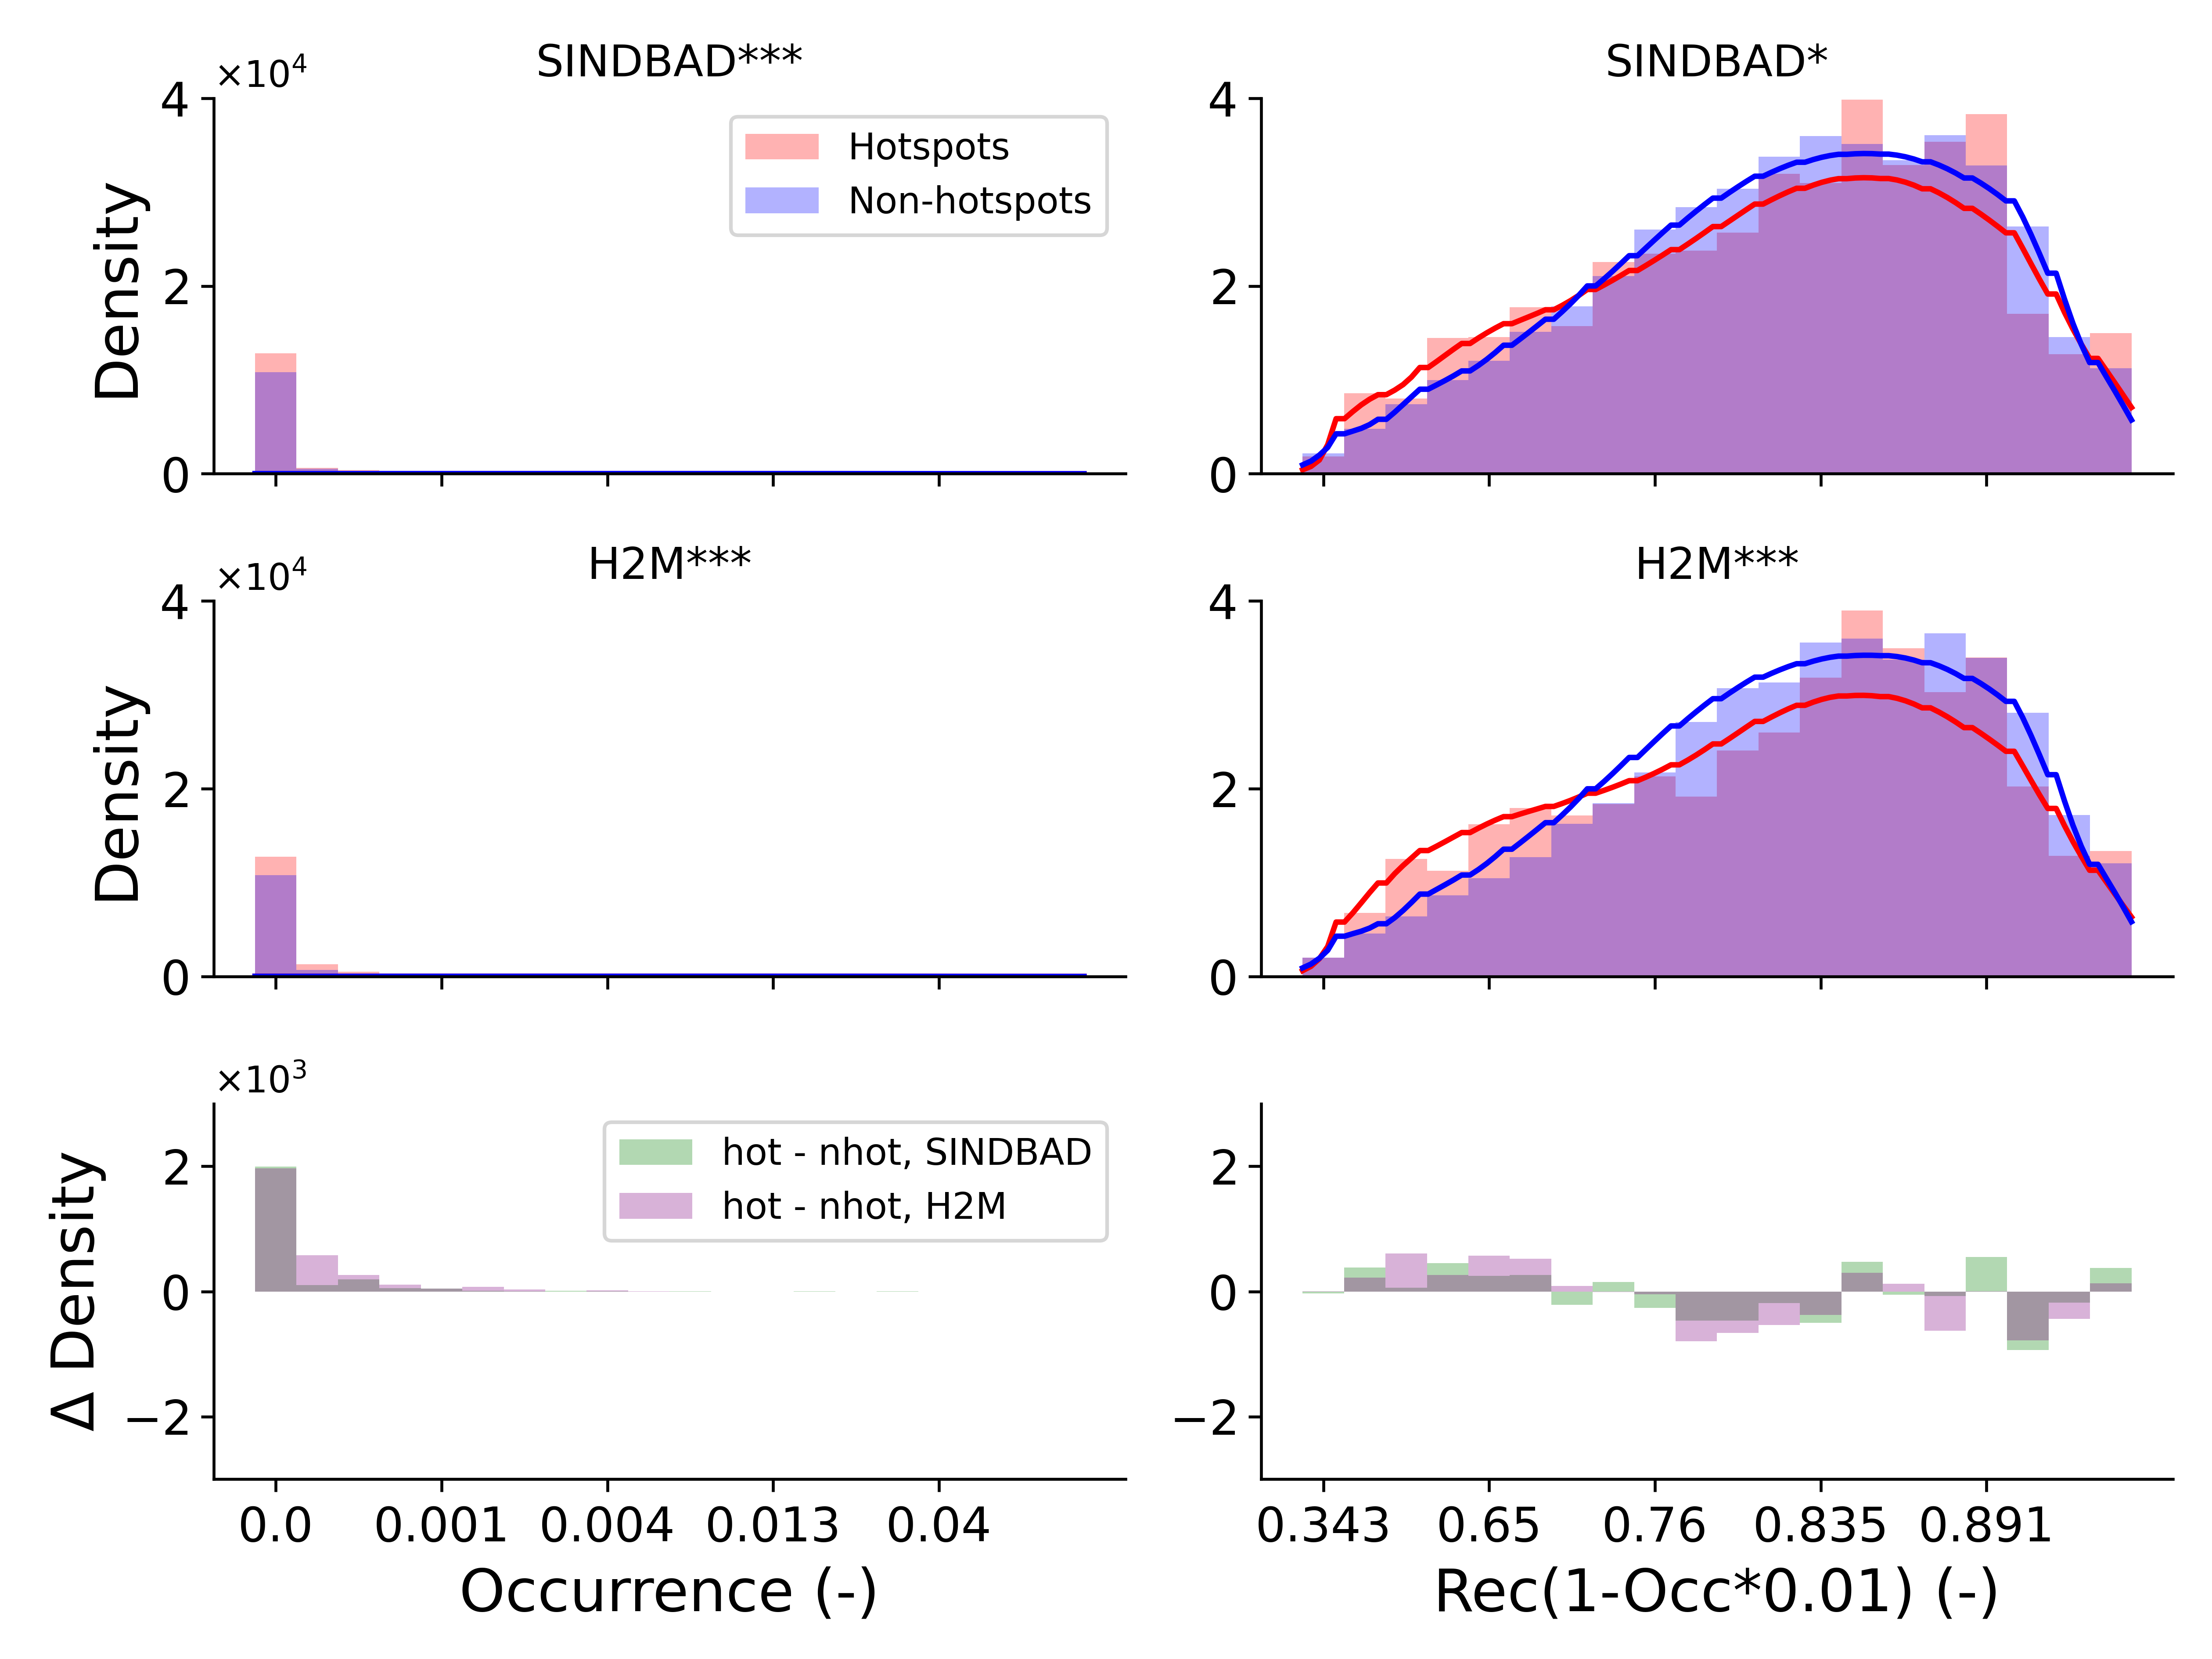 SINDBAD***
×10⁴
4
2
0
Density
Hotspots
Non-hotspots
SINDBAD*
4
2
0
H2M***
×10⁴
4
2
0
Density
H2M***
4
2
0
×10³
2
0
−2
Δ Density
hot - nhot, SINDBAD
hot - nhot, H2M
0.0 0.001 0.004 0.013 0.04
Occurrence (-)
2
0
−2
0.343 0.65 0.76 0.835 0.891
Rec(1-Occ*0.01) (-)